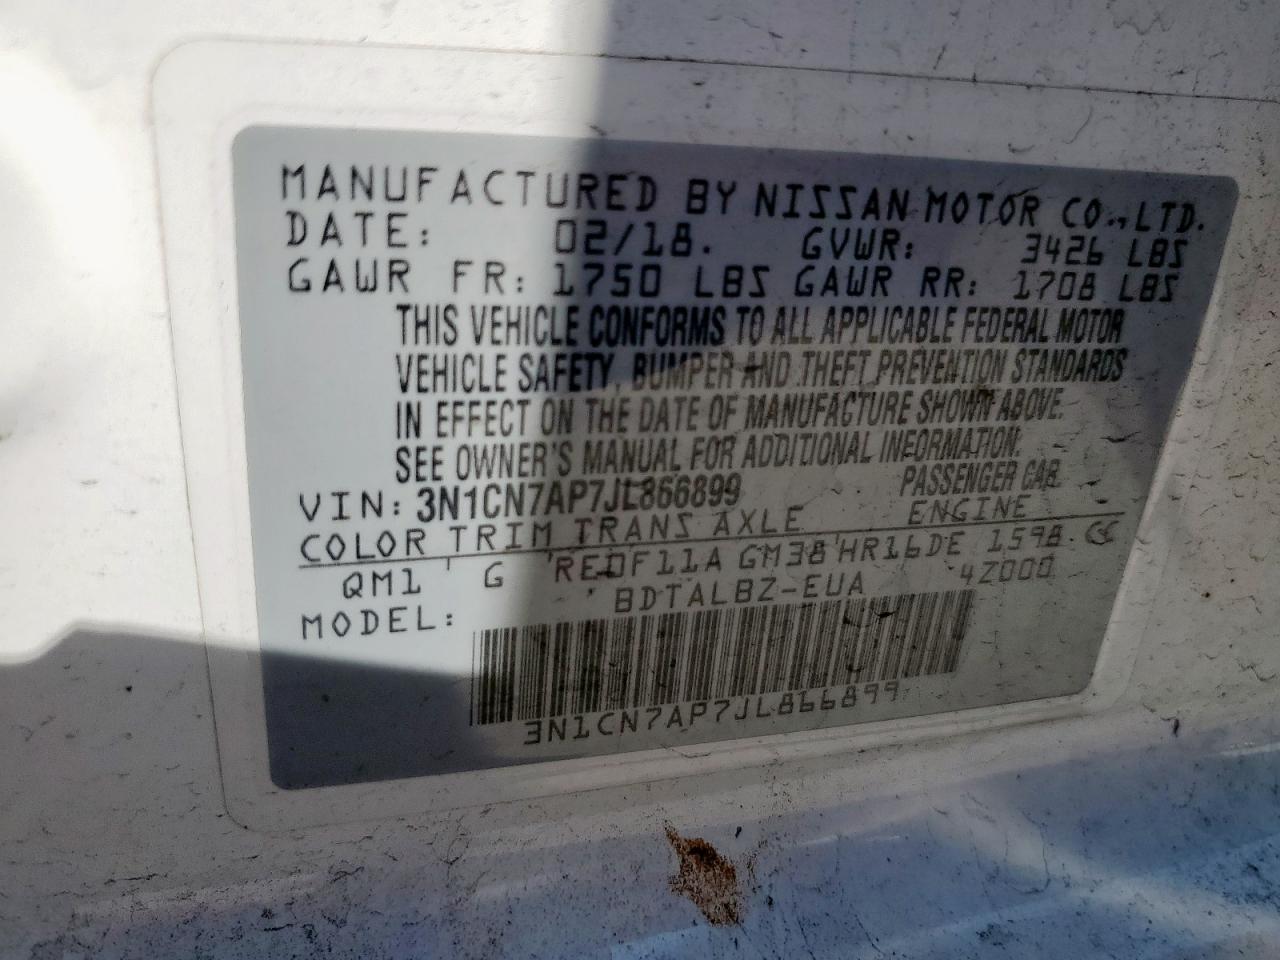 MANUFACTURED BY NISSAN MOTOR CO., LTD.
DATE: 02/18. GVWR: 3426 LBS
GAWR FR: 1750 LBS GAWR RR: 1708 LBS
THIS VEHICLE CONFORMS TO ALL APPLICABLE FEDERAL MOTOR
VEHICLE SAFETY, BUMPER AND THEFT PREVENTION STANDARDS
IN EFFECT ON THE DATE OF MANUFACTURE SHOWN ABOVE.
SEE OWNER'S MANUAL FOR ADDITIONAL INFORMATION.
VIN: 3N1CN7AP7JL866899 PASSENGER CAR
COLOR TRIM TRANS AXLE ENGINE
QM1 G RE0F11A GM38 HR16DE 1598 CC
MODEL: BDTALBZ-EUA 4Z000
3N1CN7AP7JL866899